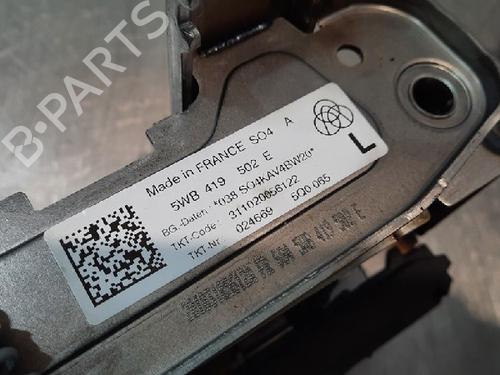 B-PARTS
Made in FRANCE SO4 A
5WB 419 502 E
BG.-Daten: *038 SO4KAV4BW20*
TKT-Code: 311020056122
TKT-Nr. 024669 5Q0 065
L